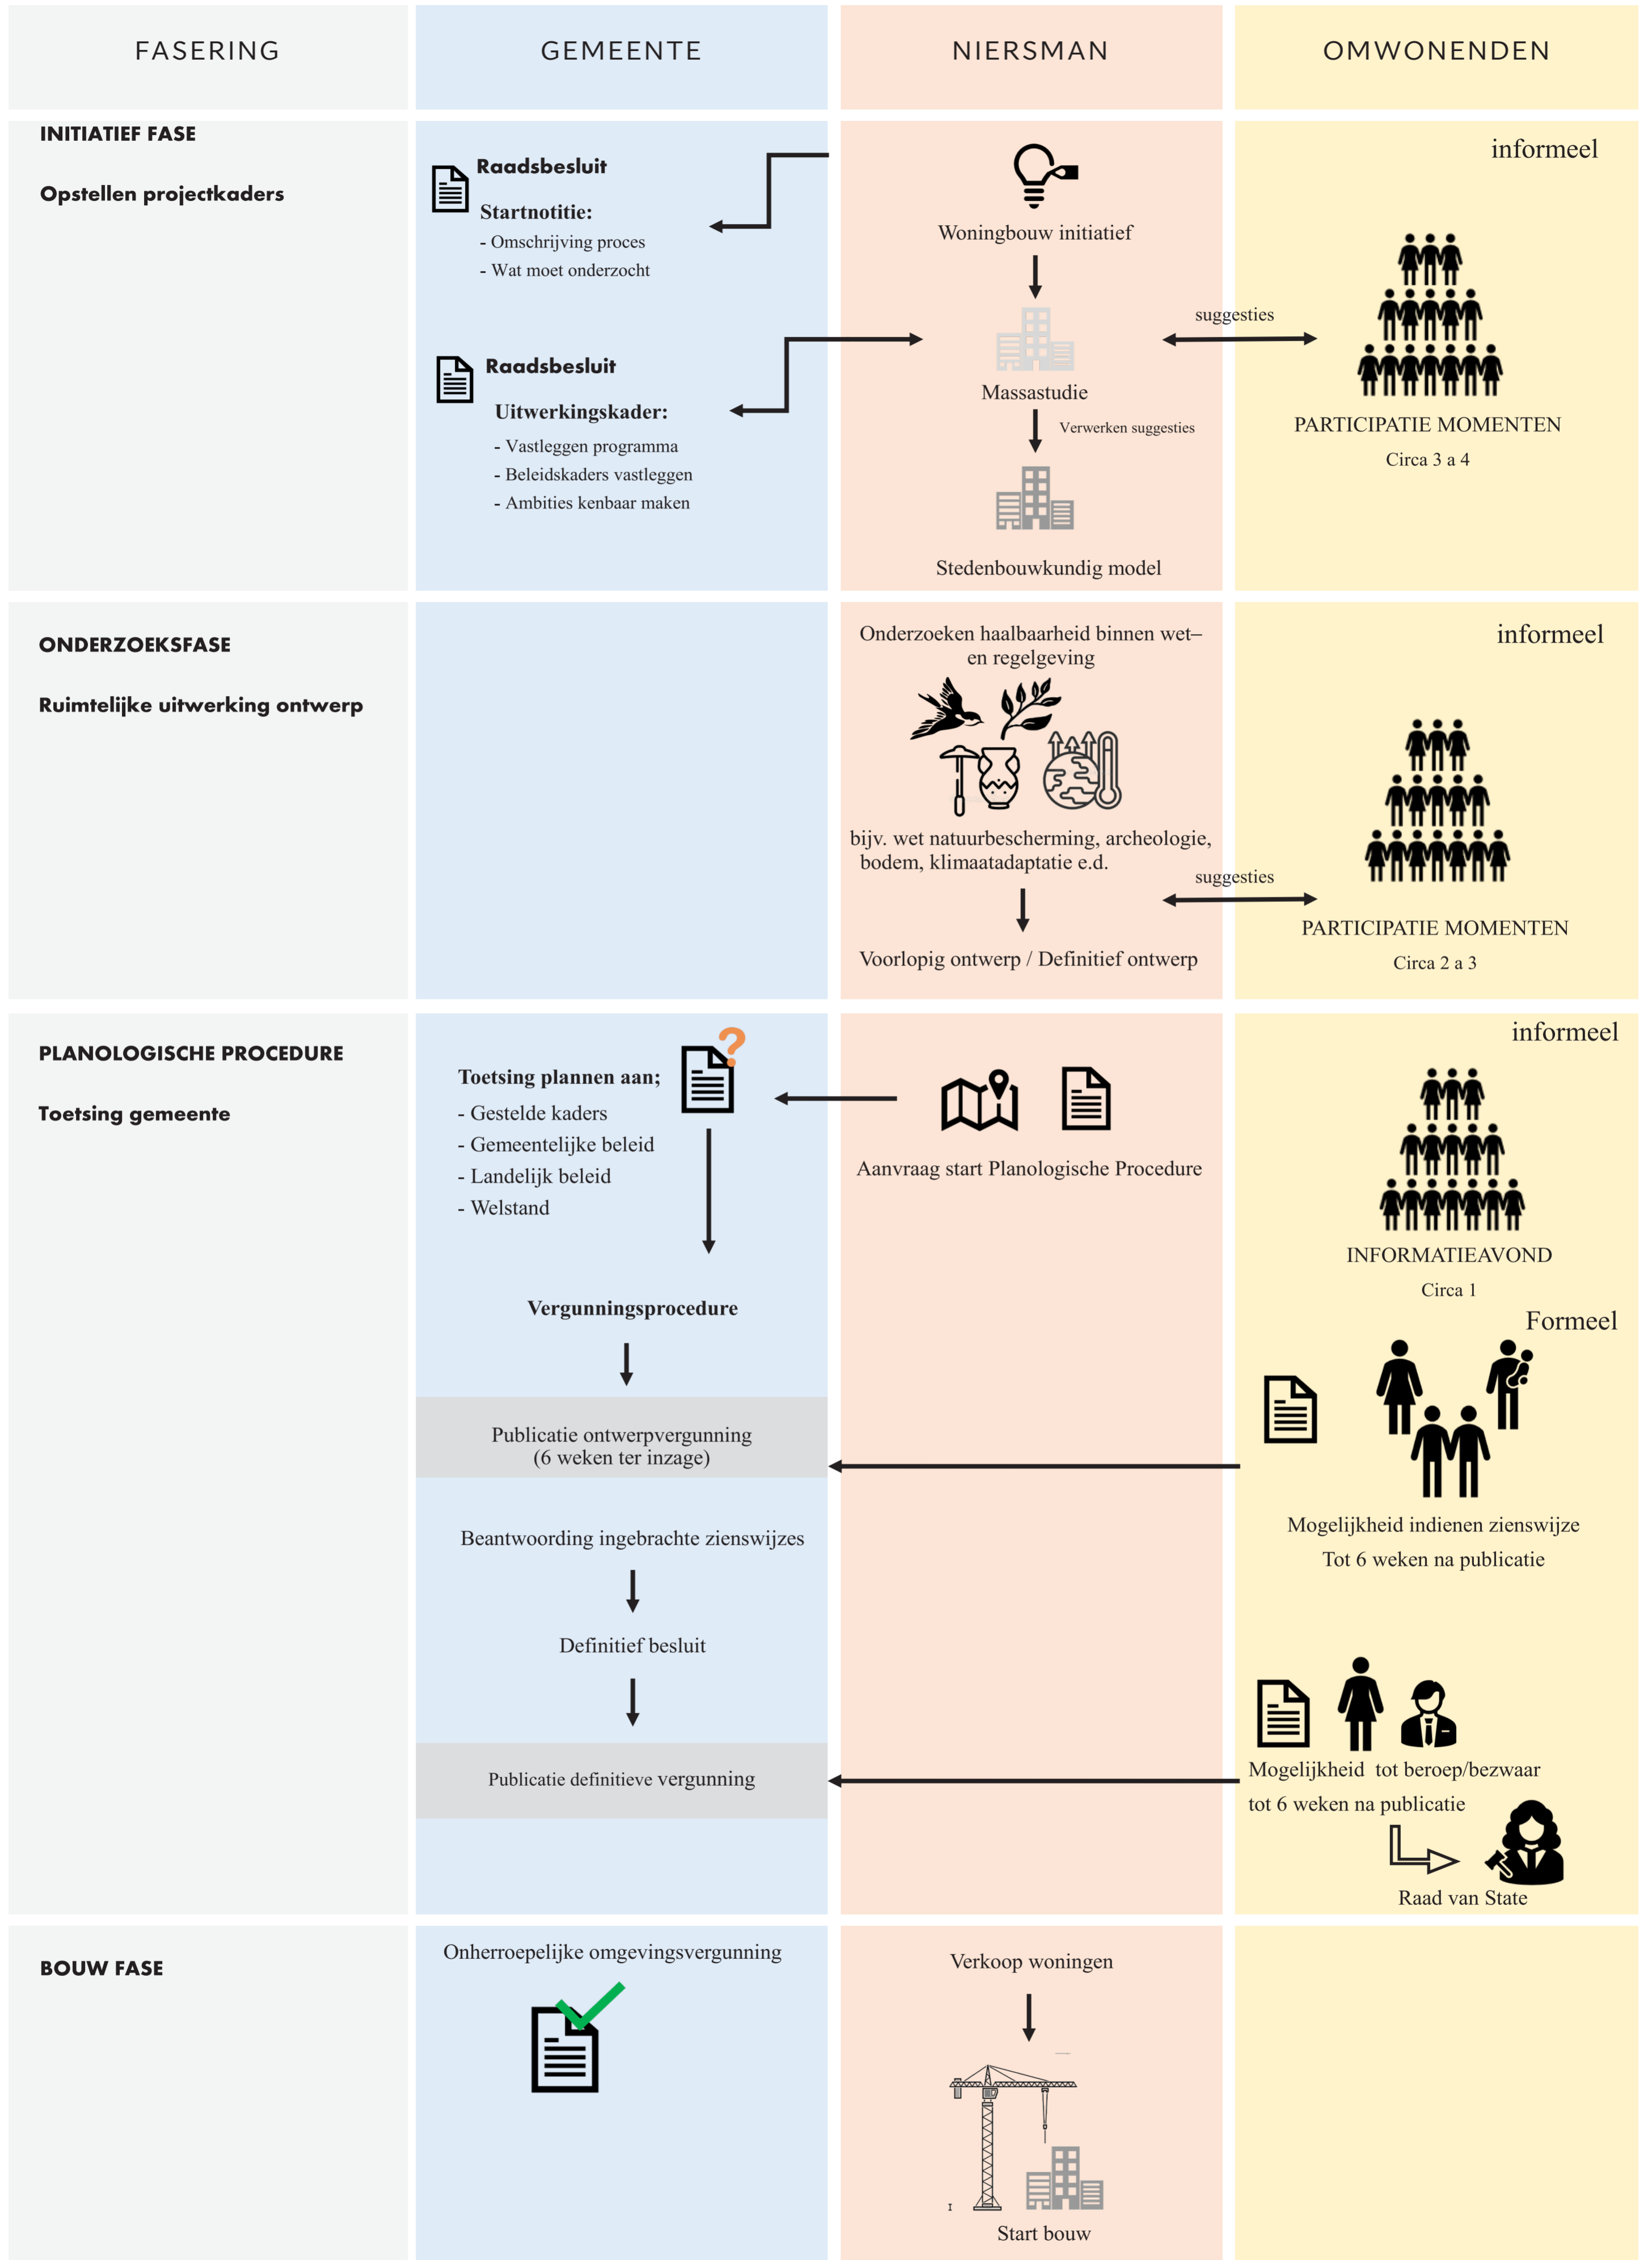 FASERING
GEMEENTE
NIERSMAN
OMWONENDEN
INITIATIEF FASE
Opstellen projectkaders
Raadsbesluit
Startnotitie:
- Omschrijving proces
- Wat moet onderzocht
Raadsbesluit
Uitwerkingskader:
- Vastleggen programma
- Beleidskaders vastleggen
- Ambities kenbaar maken
Woningbouw initiatief
Massastudie
Verwerken suggesties
Stedenbouwkundig model
suggesties
informeel
PARTICIPATIE MOMENTEN
Circa 3 a 4
ONDERZOEKSFASE
Ruimtelijke uitwerking ontwerp
Onderzoeken haalbaarheid binnen wet–
en regelgeving
bijv. wet natuurbescherming, archeologie,
bodem, klimaatadaptatie e.d.
Voorlopig ontwerp / Definitief ontwerp
suggesties
informeel
PARTICIPATIE MOMENTEN
Circa 2 a 3
PLANOLOGISCHE PROCEDURE
Toetsing gemeente
Toetsing plannen aan;
- Gestelde kaders
- Gemeentelijke beleid
- Landelijk beleid
- Welstand
?
Vergunningsprocedure
Publicatie ontwerpvergunning
(6 weken ter inzage)
Beantwoording ingebrachte zienswijzes
Definitief besluit
Publicatie definitieve vergunning
Aanvraag start Planologische Procedure
informeel
INFORMATIEAVOND
Circa 1
Formeel
Mogelijkheid indienen zienswijze
Tot 6 weken na publicatie
Mogelijkheid tot beroep/bezwaar
tot 6 weken na publicatie
Raad van State
BOUW FASE
Onherroepelijke omgevingsvergunning
Verkoop woningen
Start bouw